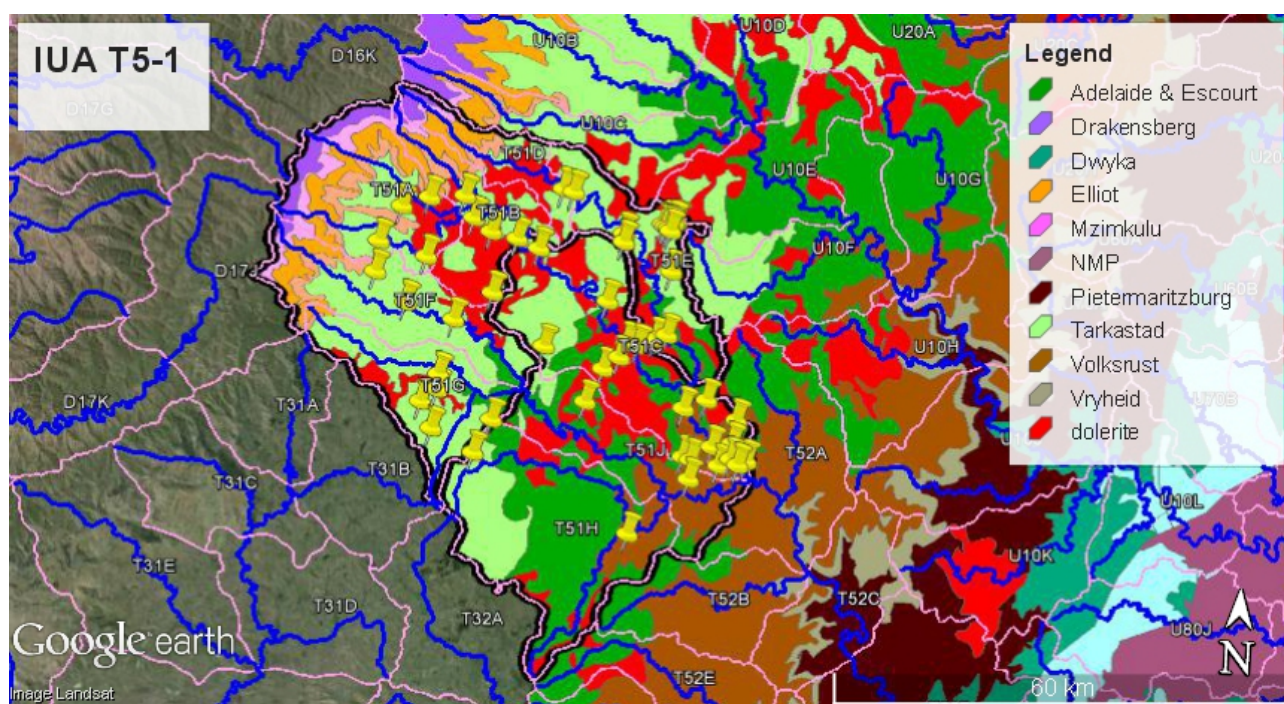 IUA T5-1
Legend
Adelaide & Escourt
Drakensberg
Dwyka
Elliot
Mzimkulu
NMP
Pietermaritzburg
Tarkastad
Volksrust
Vryheid
dolerite
D16K
U10B
U10D
U20A
D17G
U10C
T51D
U10E
U10G
T51A
T51B
U10F
D17J
T51E
T51F
T51C
U10H
T51G
D17K
T31A
T51J
T52A
T31B
T31C
T51H
U10L
T31E
U10K
T31D
T52B
T52C
T32A
U80J
T52E
Google earth
Image Landsat
N
60 km